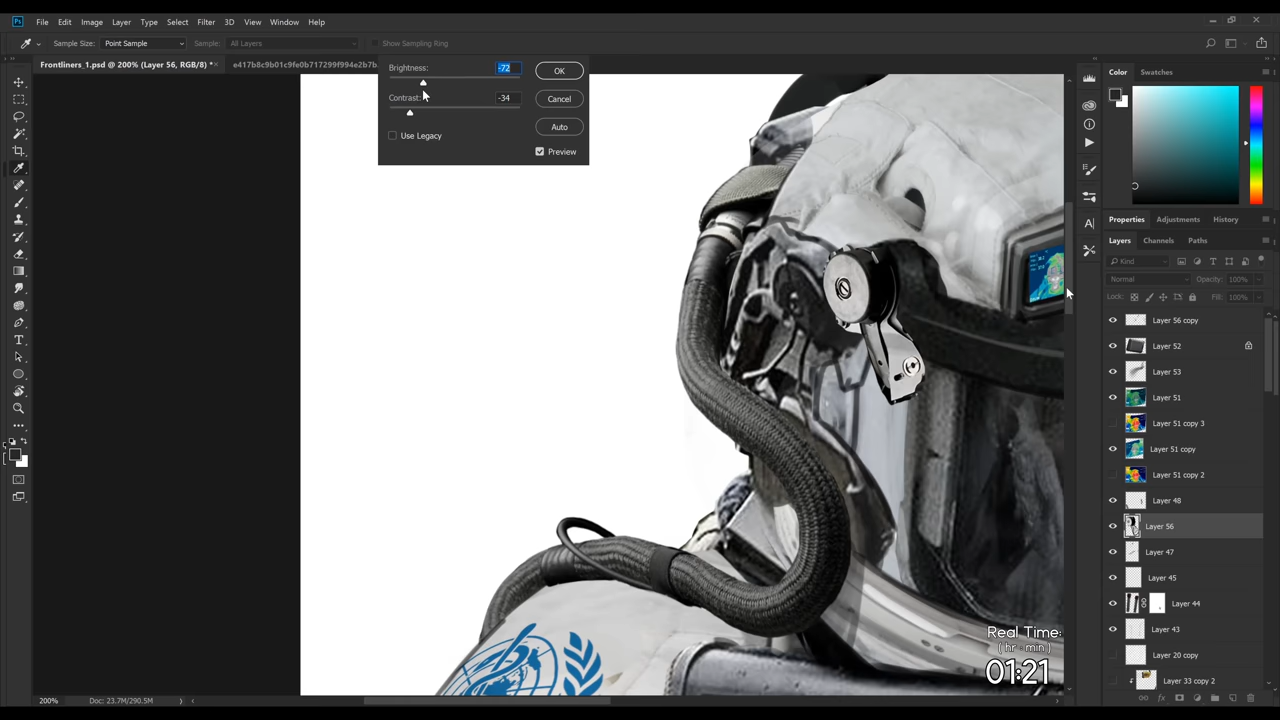 Ps File Edit Image Layer Type Select Filter 3D View Window Help
Sample Size: Point Sample Sample: All Layers Show Sampling Ring
Frontliners_1.psd @ 200% (Layer 56, RGB/8) * × e417b8c9b01c9fe0b717299f994e2b7b.
Brightness: -72 OK
Contrast: -34 Cancel
Auto
Use Legacy
Preview
Color Swatches
Properties Adjustments History
Layers Channels Paths
Kind
Normal Opacity: 100%
Lock: Fill: 100%
Layer 56 copy
Layer 52
Layer 53
Layer 51
Layer 51 copy 3
Layer 51 copy
Layer 51 copy 2
Layer 48
Layer 56
Layer 47
Layer 45
Layer 44
Layer 43
Layer 20 copy
Layer 33 copy 2
Real Time:
(hr - min)
01:21
200% Doc: 23.7M/290.5M